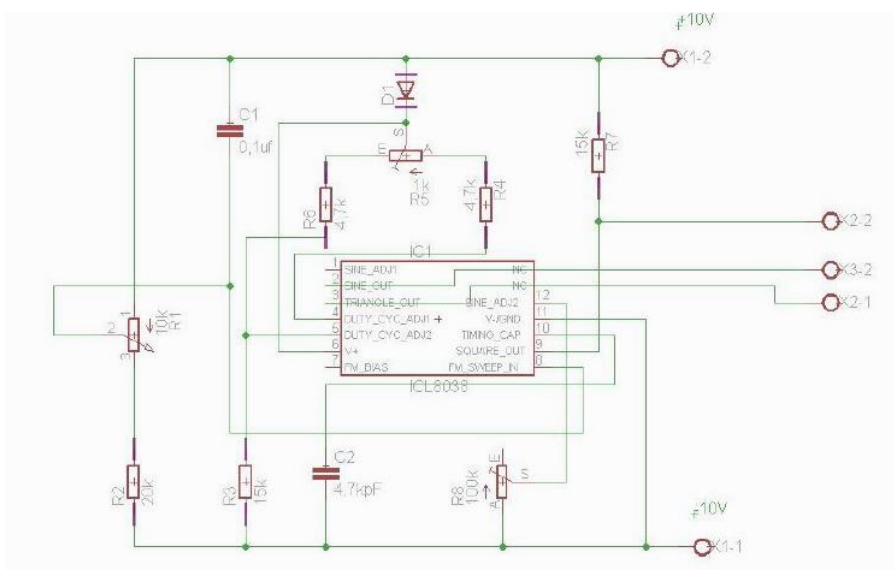 +10V
X1-2
D1
C1
0,1uf
15k
R7
S
E
A
1k
R5
R6
4.7k
4.7k
R4
X2-2
IC1
1
SINE_ADJ1
NC
X3-2
2
SINE_OUT
NC
3
TRIANGLE_OUT
SINE_ADJ2
12
X2-1
4
DUTY_CYC_ADJ1
V-/GND
11
5
DUTY_CYC_ADJ2
TIMING_CAP
10
6
V+
SQUARE_OUT
9
7
FM_BIAS
FM_SWEEP_IN
8
ICL8038
1
2
3
10k
R1
R2
20k
R3
15k
C2
4.7kpF
E
S
A
R8
100k
+10V
X1-1